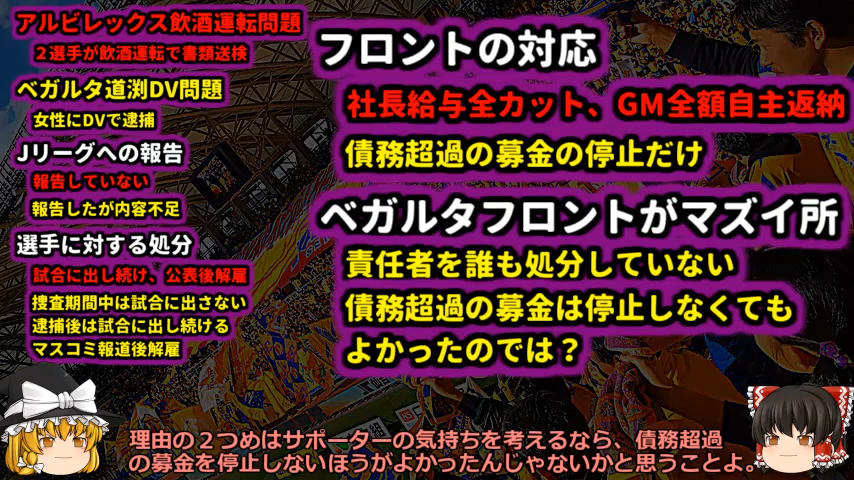 アルビレックス飲酒運転問題
２選手が飲酒運転で書類送検
ベガルタ道渕DV問題
女性にDVで逮捕
Jリーグへの報告
報告していない
報告したが内容不足
選手に対する処分
試合に出し続け、公表後解雇
捜査期間中は試合に出さない
逮捕後は試合に出し続ける
マスコミ報道後解雇
フロントの対応
社長給与全カット、GM全額自主返納
債務超過の募金の停止だけ
ベガルタフロントがマズイ所
責任者を誰も処分していない
債務超過の募金は停止しなくても
よかったのでは？
理由の２つめはサポーターの気持ちを考えるなら、債務超過
の募金を停止しないほうがよかったんじゃないかと思うことよ。